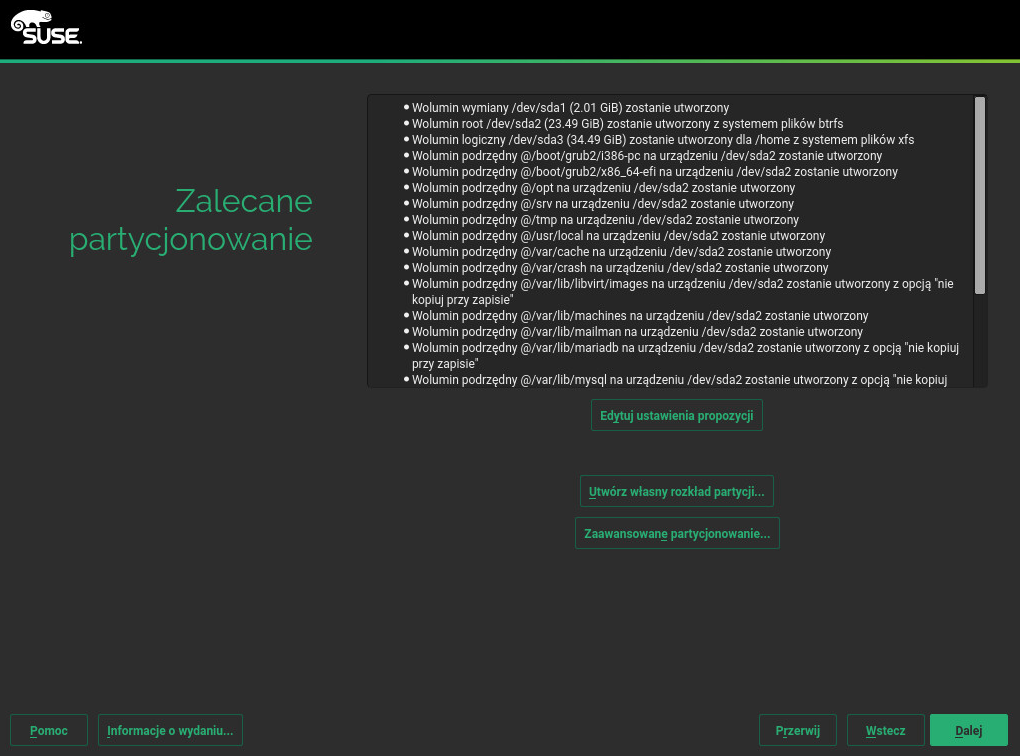 SUSE.
Zalecane
partycjonowanie
Wolumin wymiany /dev/sda1 (2.01 GiB) zostanie utworzony
Wolumin root /dev/sda2 (23.49 GiB) zostanie utworzony z systemem plików btrfs
Wolumin logiczny /dev/sda3 (34.49 GiB) zostanie utworzony dla /home z systemem plików xfs
Wolumin podrzędny @/boot/grub2/i386-pc na urządzeniu /dev/sda2 zostanie utworzony
Wolumin podrzędny @/boot/grub2/x86_64-efi na urządzeniu /dev/sda2 zostanie utworzony
Wolumin podrzędny @/opt na urządzeniu /dev/sda2 zostanie utworzony
Wolumin podrzędny @/srv na urządzeniu /dev/sda2 zostanie utworzony
Wolumin podrzędny @/tmp na urządzeniu /dev/sda2 zostanie utworzony
Wolumin podrzędny @/usr/local na urządzeniu /dev/sda2 zostanie utworzony
Wolumin podrzędny @/var/cache na urządzeniu /dev/sda2 zostanie utworzony
Wolumin podrzędny @/var/crash na urządzeniu /dev/sda2 zostanie utworzony
Wolumin podrzędny @/var/lib/libvirt/images na urządzeniu /dev/sda2 zostanie utworzony z opcją "nie
kopiuj przy zapisie"
Wolumin podrzędny @/var/lib/machines na urządzeniu /dev/sda2 zostanie utworzony
Wolumin podrzędny @/var/lib/mailman na urządzeniu /dev/sda2 zostanie utworzony
Wolumin podrzędny @/var/lib/mariadb na urządzeniu /dev/sda2 zostanie utworzony z opcją "nie kopiuj
przy zapisie"
Wolumin podrzędny @/var/lib/mysql na urządzeniu /dev/sda2 zostanie utworzony z opcją "nie kopiuj
Edytuj ustawienia propozycji
Utwórz własny rozkład partycji...
Zaawansowane partycjonowanie...
Pomoc
Informacje o wydaniu...
Przerwij
Wstecz
Dalej